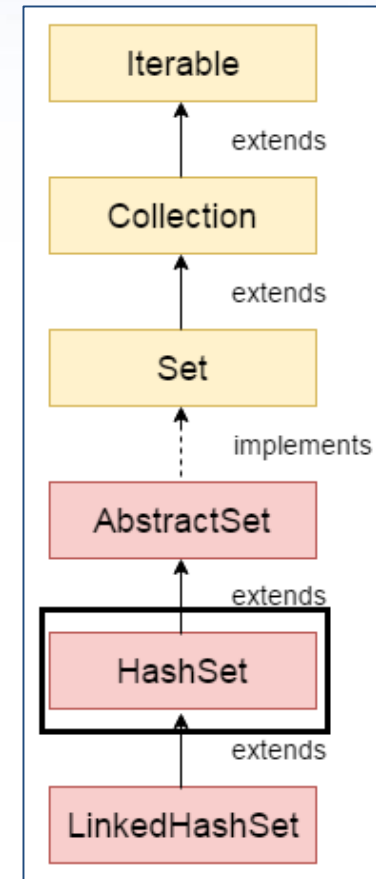 Iterable
extends
Collection
extends
Set
implements
AbstractSet
extends
HashSet
extends
LinkedHashSet